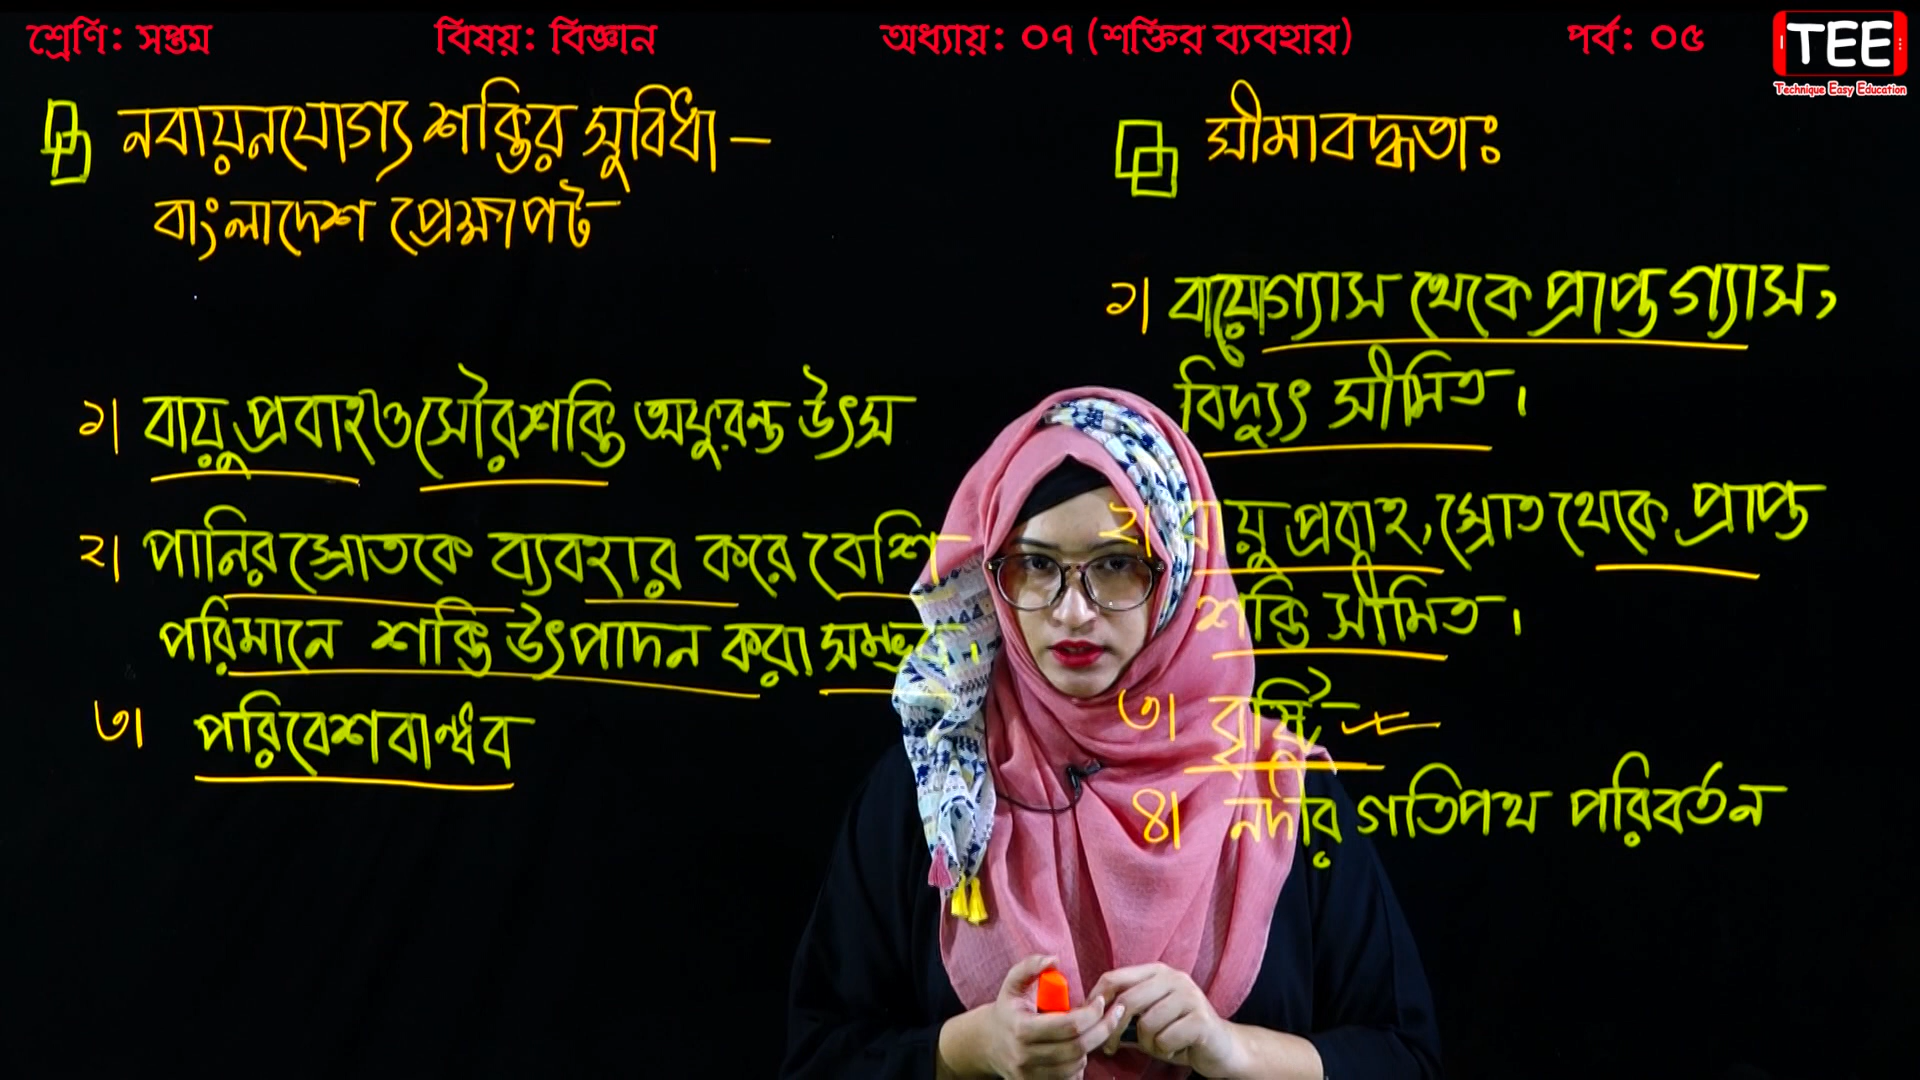 শ্রেণি: সপ্তম
বিষয়: বিজ্ঞান
অধ্যায়: ০৭ (শক্তির ব্যবহার)
পর্ব: ০৫
TEE
Technique Easy Education
নবায়নযোগ্য শক্তির সুবিধা –
বাংলাদেশ প্রেক্ষাপট
১। বায়ু প্রবাহ ও সৌরশক্তি অফুরন্ত উৎস
২। পানির স্রোতকে ব্যবহার করে বেশি
পরিমানে শক্তি উৎপাদন করা সম্ভব।
৩। পরিবেশবান্ধব
সীমাবদ্ধতাঃ
১। বায়োগ্যাস থেকে প্রাপ্ত গ্যাস,
বিদ্যুৎ সীমিত।
২। বায়ু প্রবাহ, স্রোত থেকে প্রাপ্ত
শক্তি সীমিত।
৩। বৃষ্টি –
৪। নদীর গতিপথ পরিবর্তন